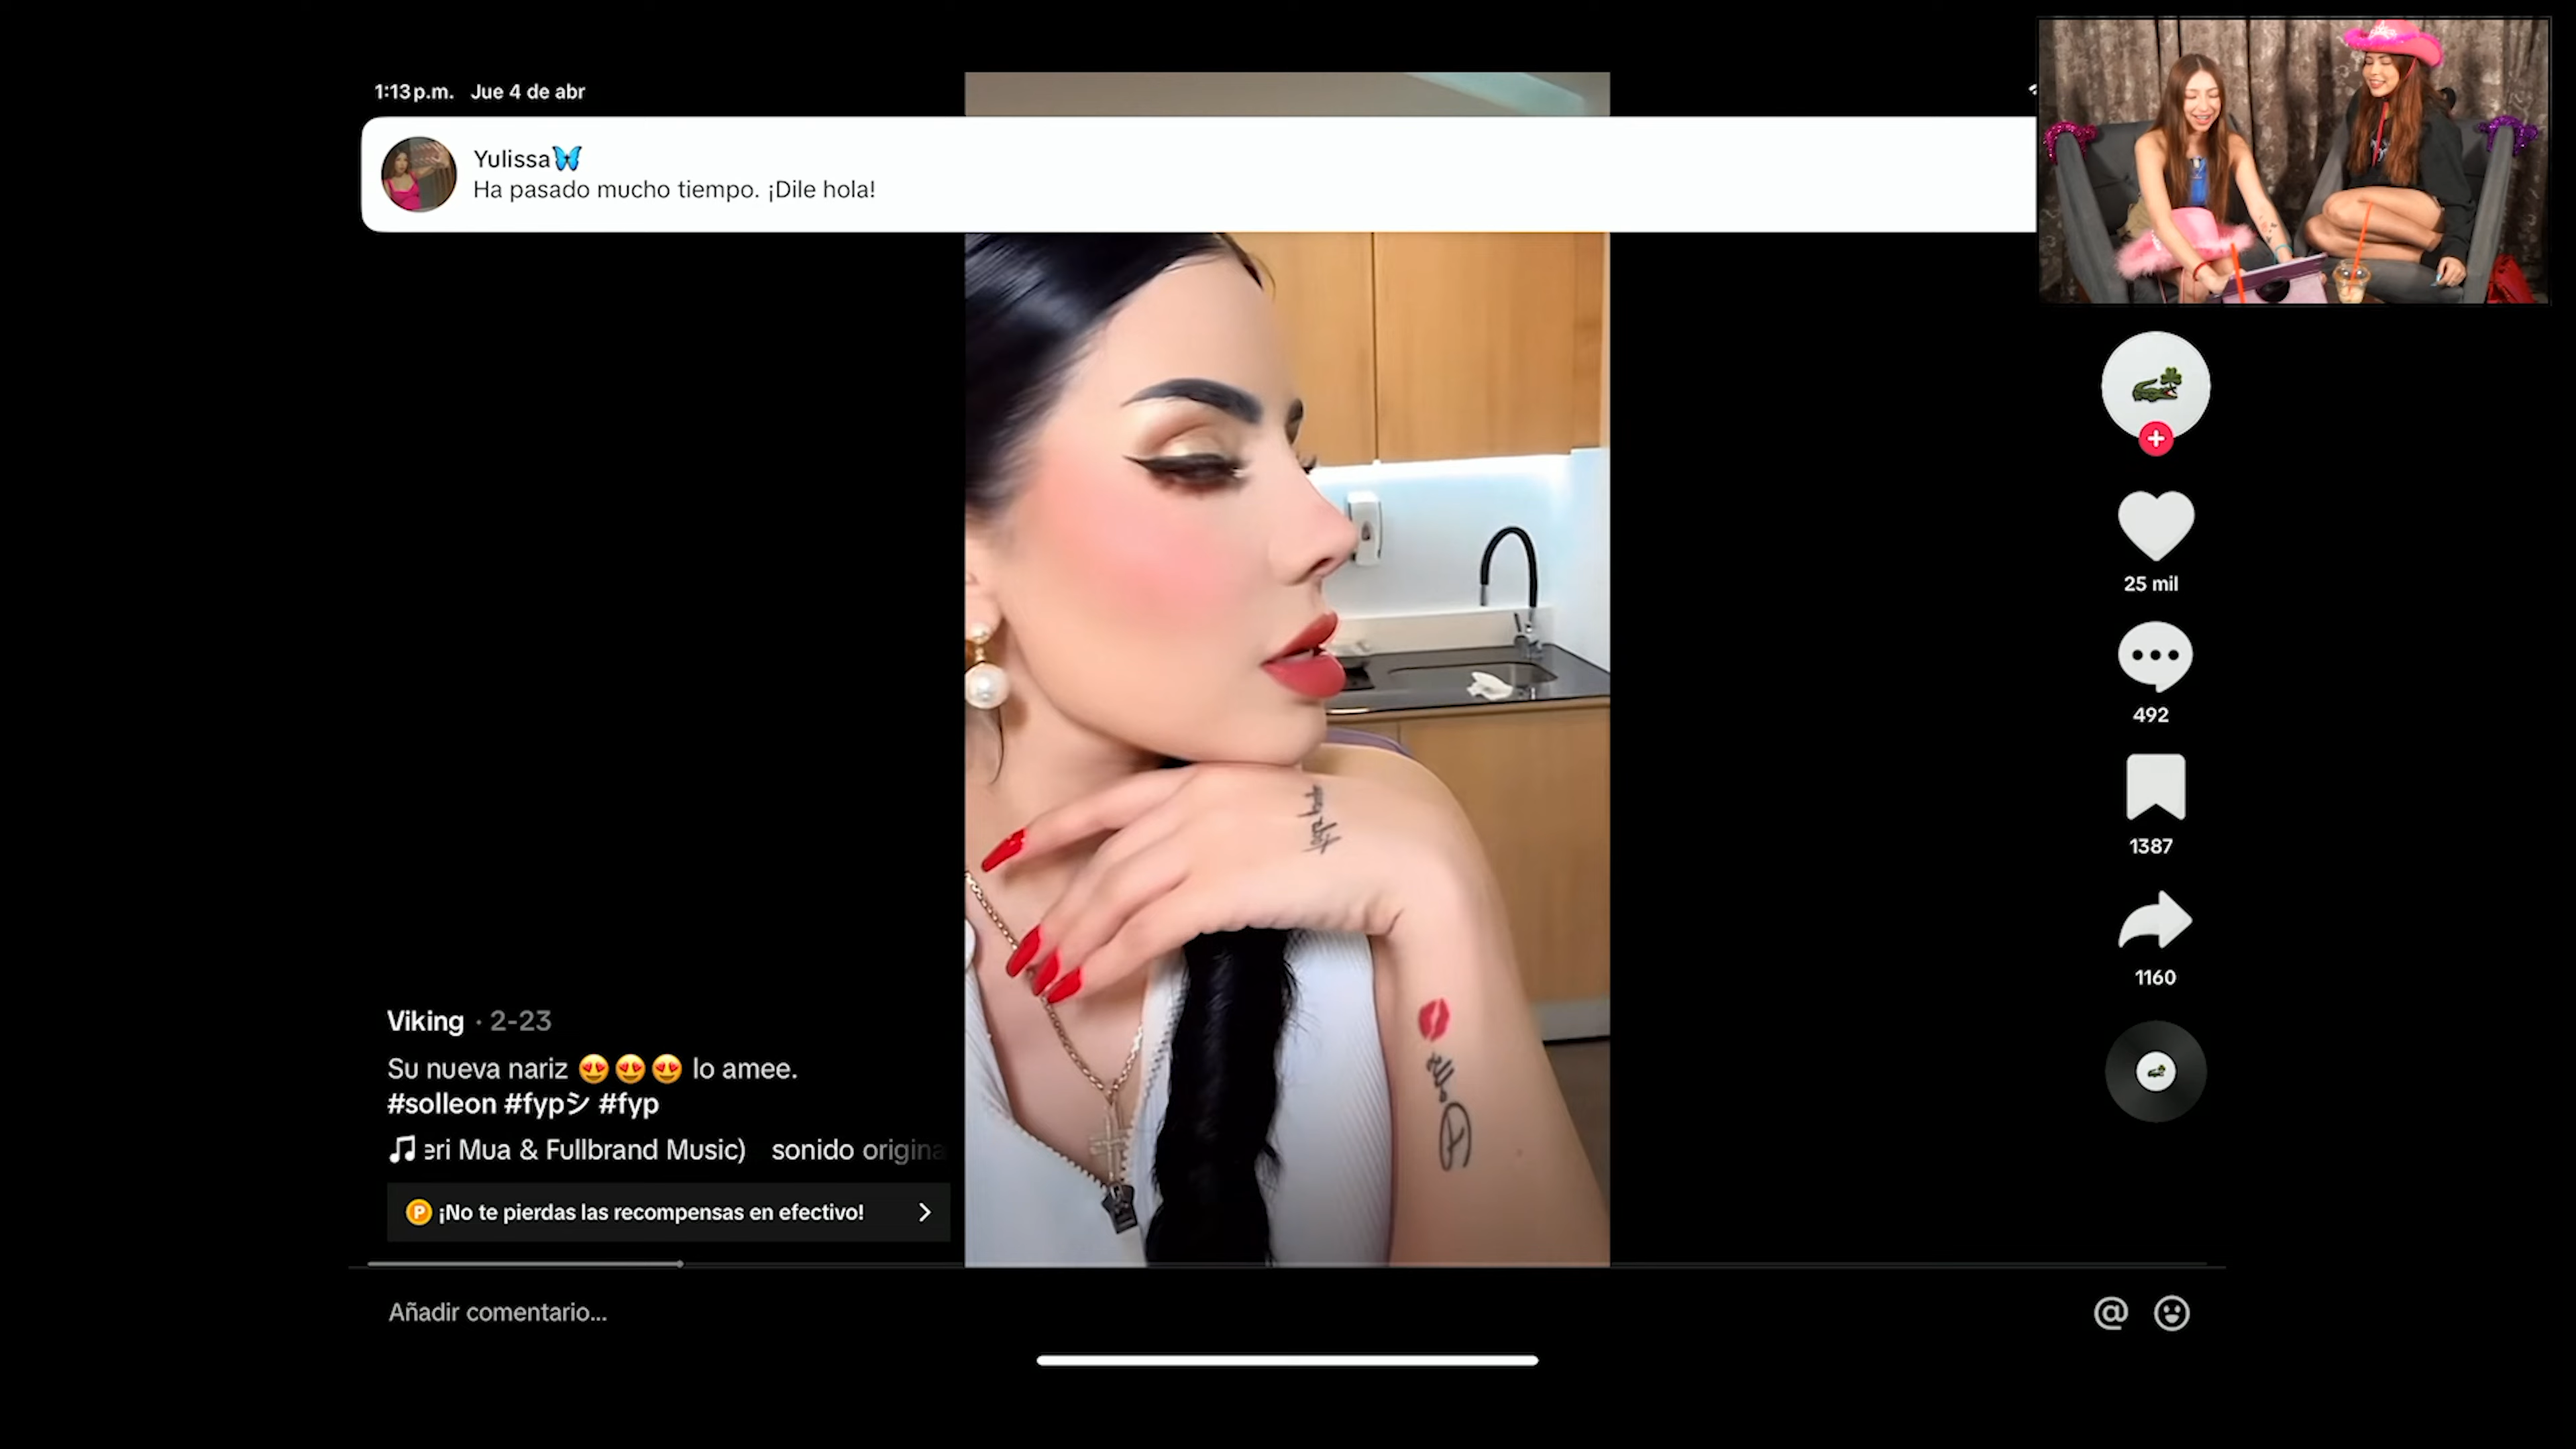 1:13 p.m. Jue 4 de abr
Yulissa🦋
Ha pasado mucho tiempo. ¡Dile hola!
25 mil
492
1387
1160
Viking · 2-23
Su nueva nariz 😍😍😍 lo amee.
#solleon #fypシ #fyp
eri Mua & Fullbrand Music) sonido origina
¡No te pierdas las recompensas en efectivo!
Añadir comentario...